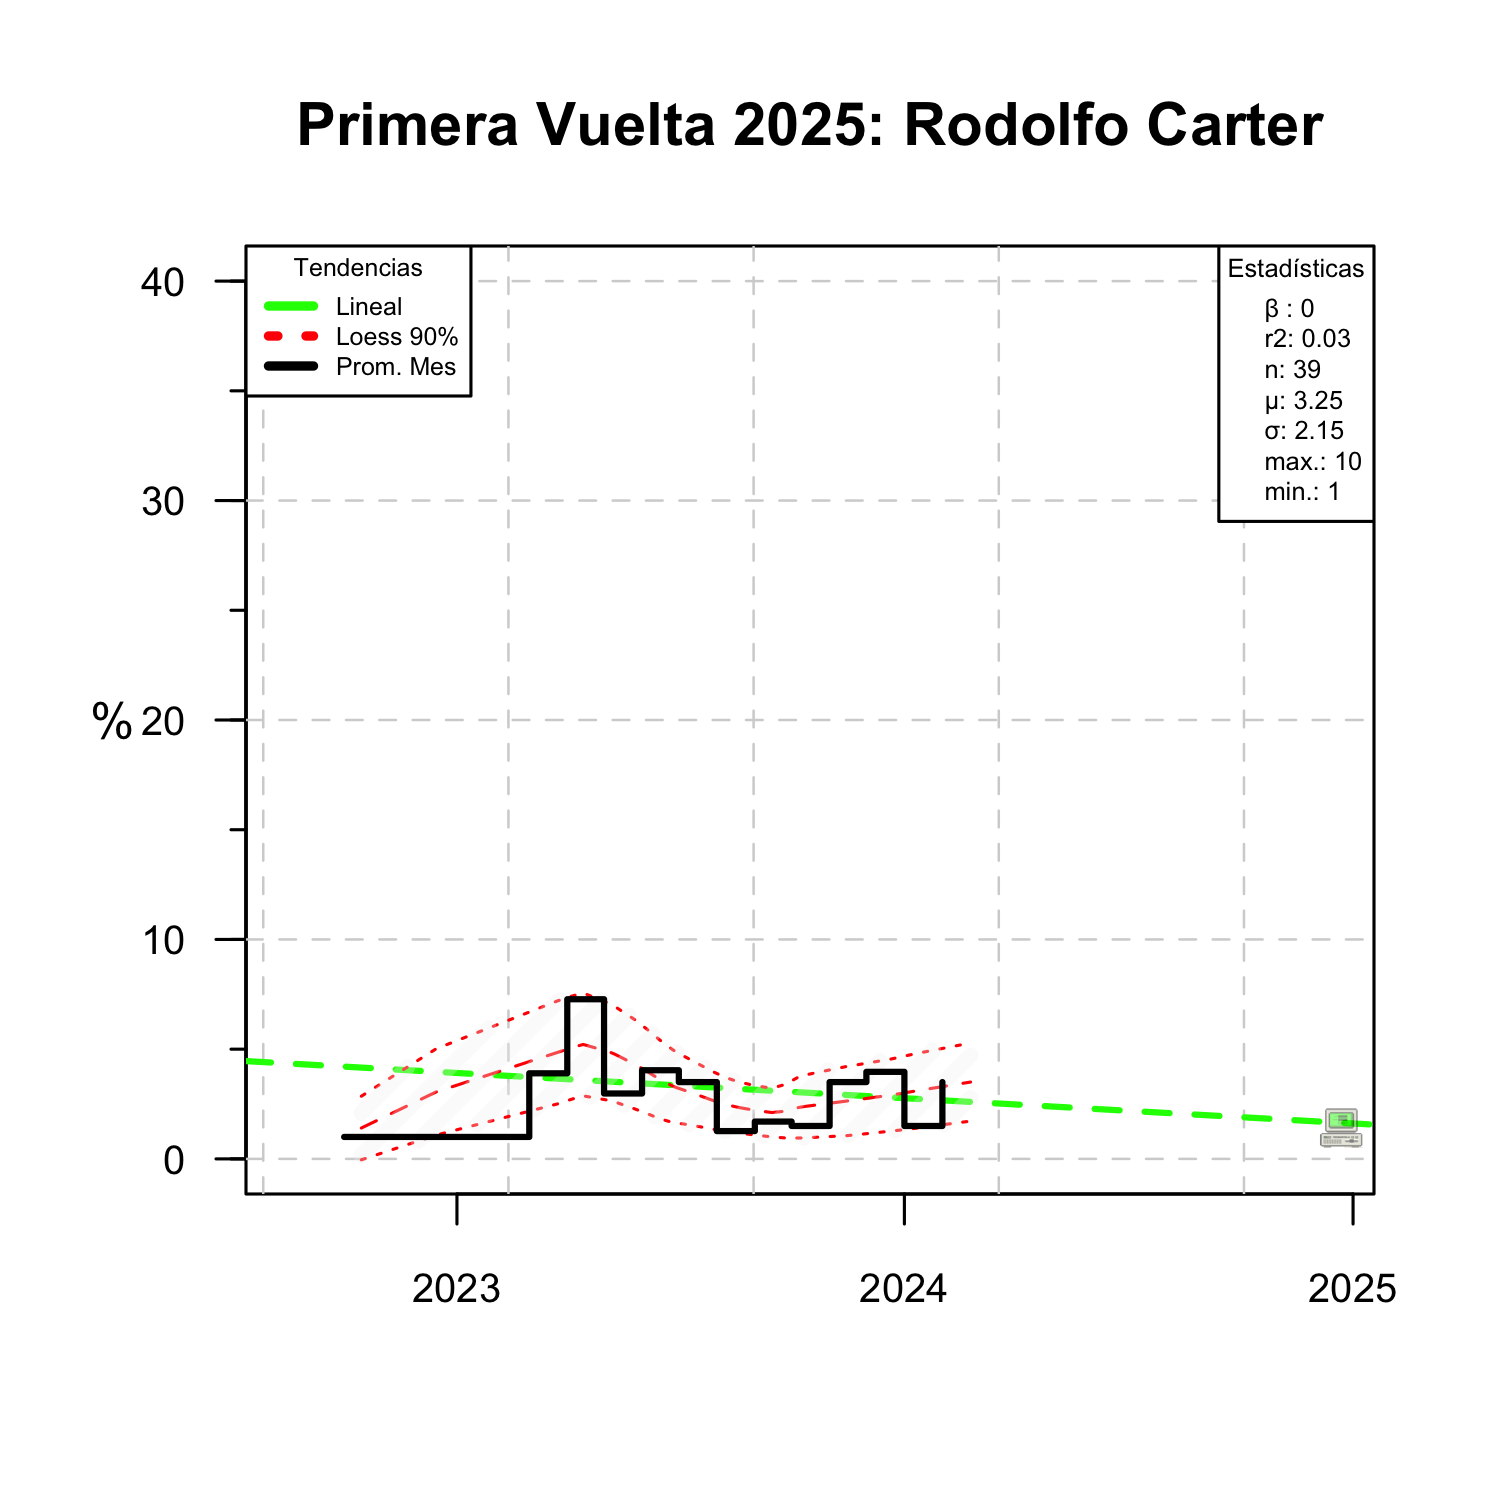 Primera Vuelta 2025: Rodolfo Carter
Tendencias
Lineal
Loess 90%
Prom. Mes
Estadísticas
β : 0
r2: 0.03
n: 39
μ: 3.25
σ: 2.15
max.: 10
min.: 1
40
30
%
20
10
0
2023
2024
2025